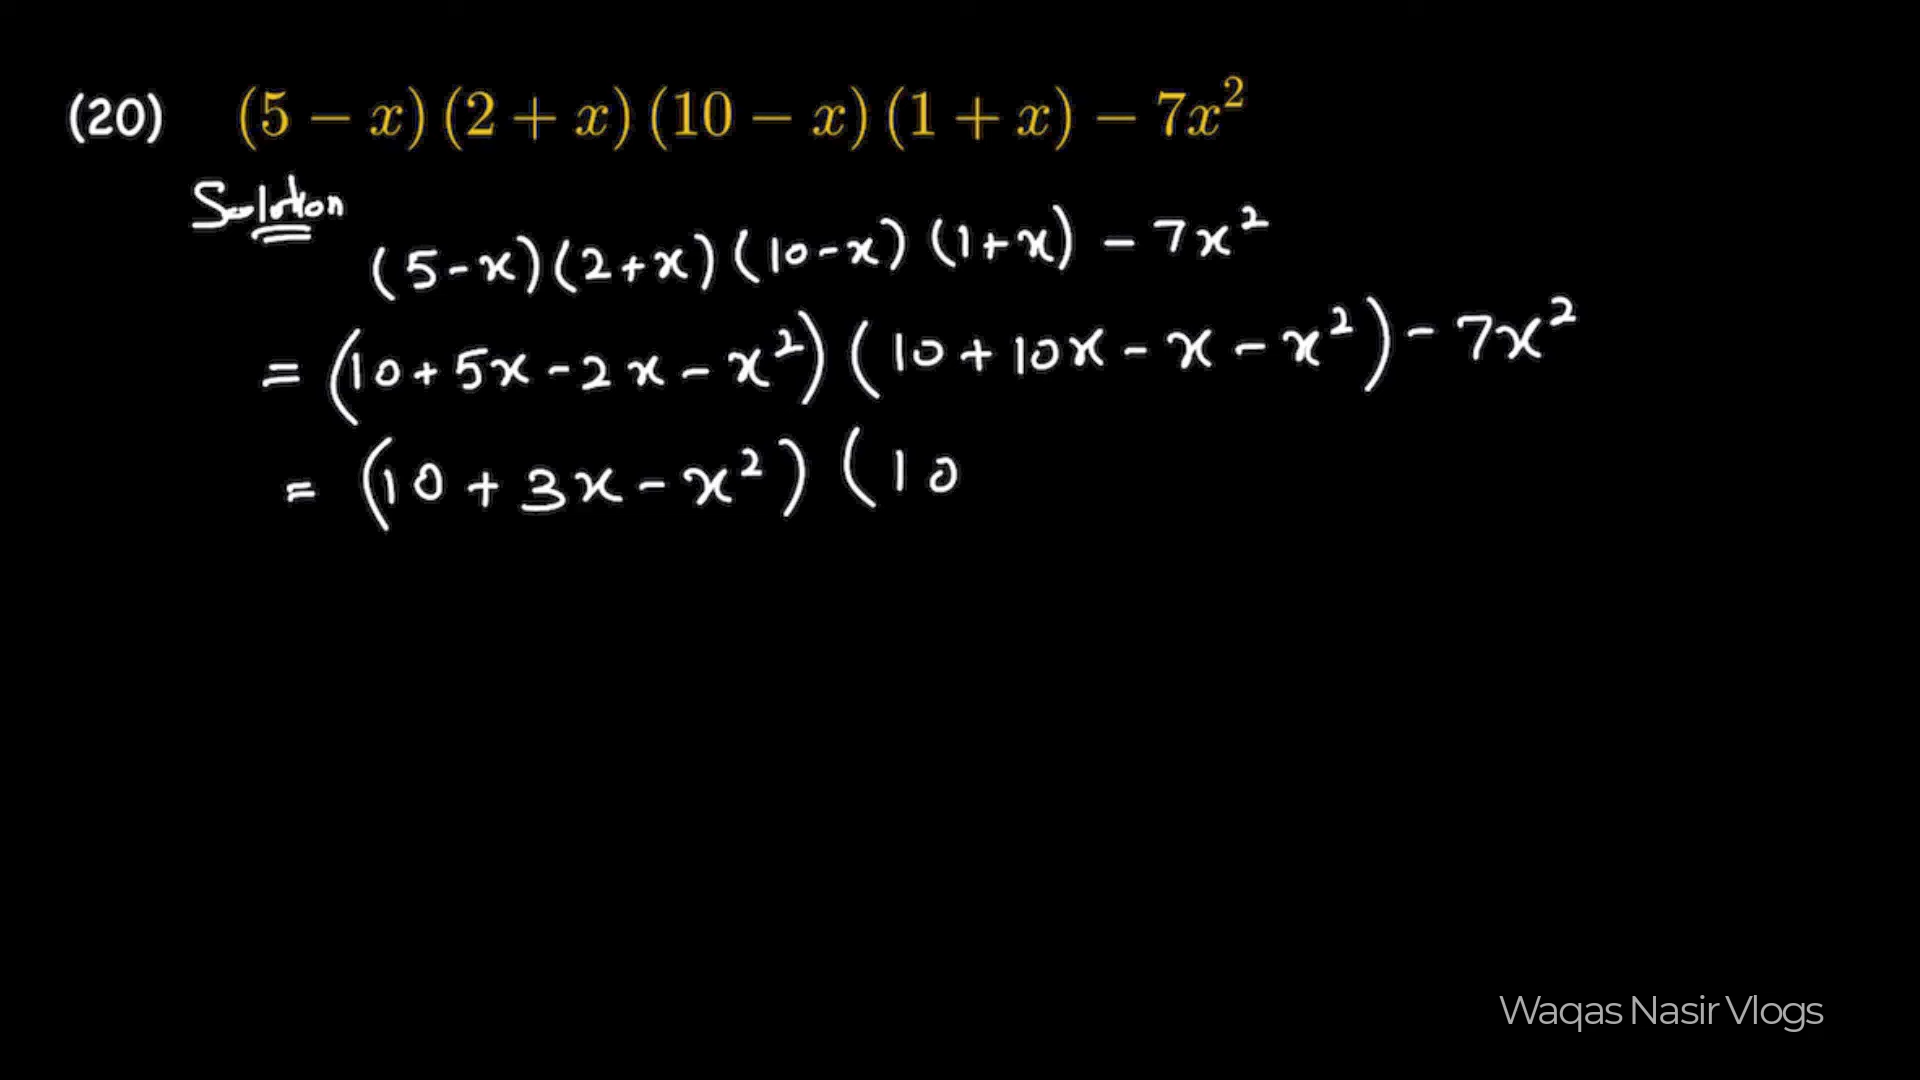 (20) (5 − x)(2 + x)(10 − x)(1 + x) − 7x²
Solution
(5-x)(2+x)(10-x)(1+x) - 7x²
= (10+5x-2x-x²)(10+10x-x-x²)-7x²
= (10+3x-x²)(10
Waqas Nasir Vlogs